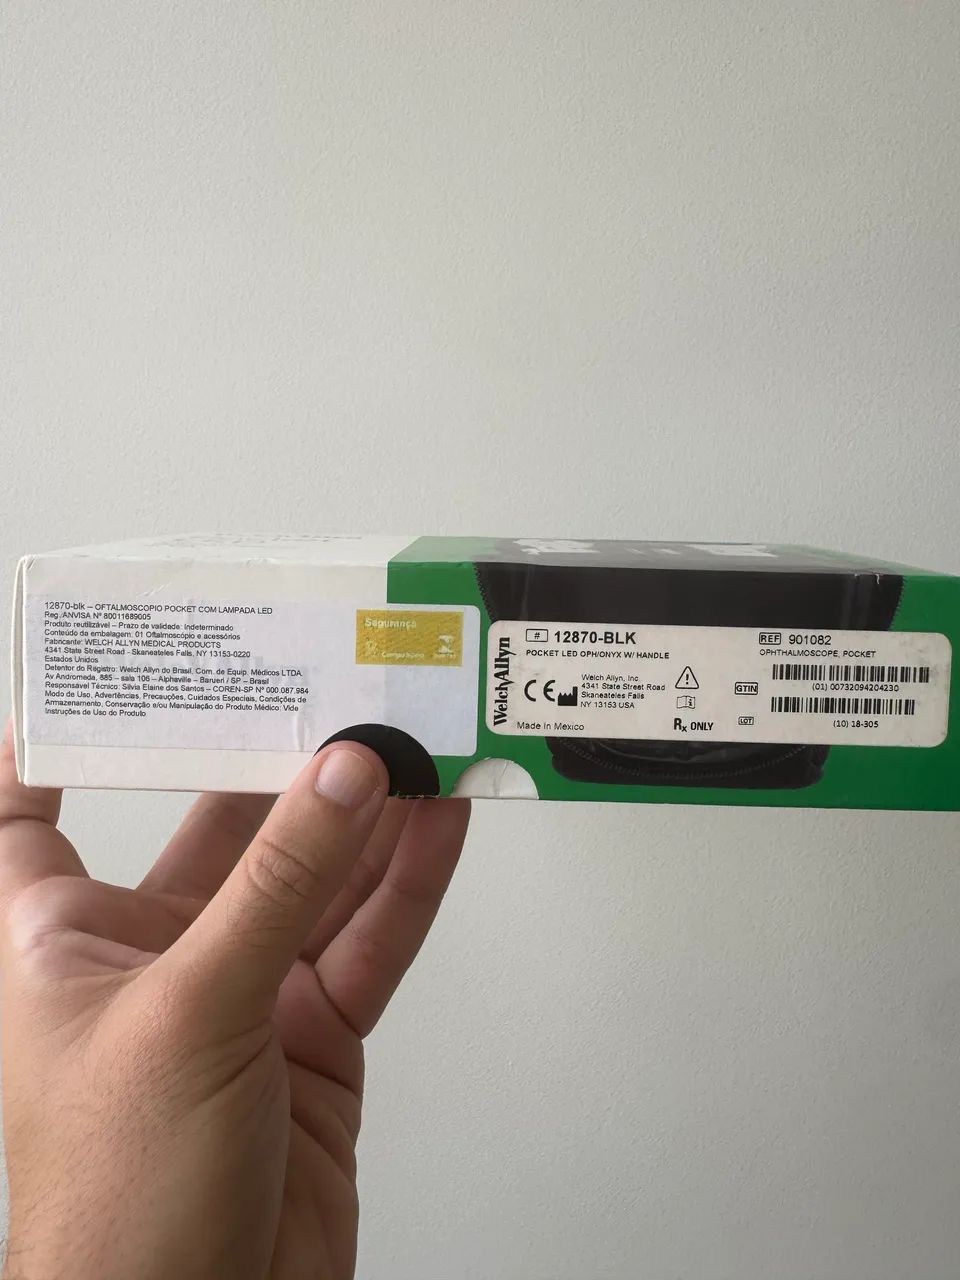 12870-blk – OFTALMOSCOPIO POCKET COM LAMPADA LED
Reg. ANVISA Nº 80011689005
Produto reutilizável – Prazo de validade: Indeterminado
Conteúdo da embalagem: 01 Oftalmoscópio e acessórios
Fabricante: WELCH ALLYN MEDICAL PRODUCTS
4341 State Street Road - Skaneateles Falls, NY 13153-0220
Estados Unidos
Detentor do Registro: Welch Allyn do Brasil, Com. de Equip. Médicos LTDA.
Av Andromeda, 885 – sala 106 – Alphaville – Barueri / SP – Brasil
Responsável Técnico: Silvia Elaine dos Santos – COREN-SP Nº 000.087.984
Modo de Uso, Advertências, Precauções, Cuidados Especiais, Condições de
Armazenamento, Conservação e/ou Manipulação do Produto Médico: Vide
Instruções de Uso do Produto
Segurança
WelchAllyn
# 12870-BLK
POCKET LED OPH/ONYX W/ HANDLE
CE
Welch Allyn, Inc.
4341 State Street Road
Skaneateles Falls
NY 13153 USA
Made in Mexico
Rx ONLY
REF 901082
OPHTHALMOSCOPE, POCKET
GTIN
(01) 00732094204230
LOT
(10) 18-305